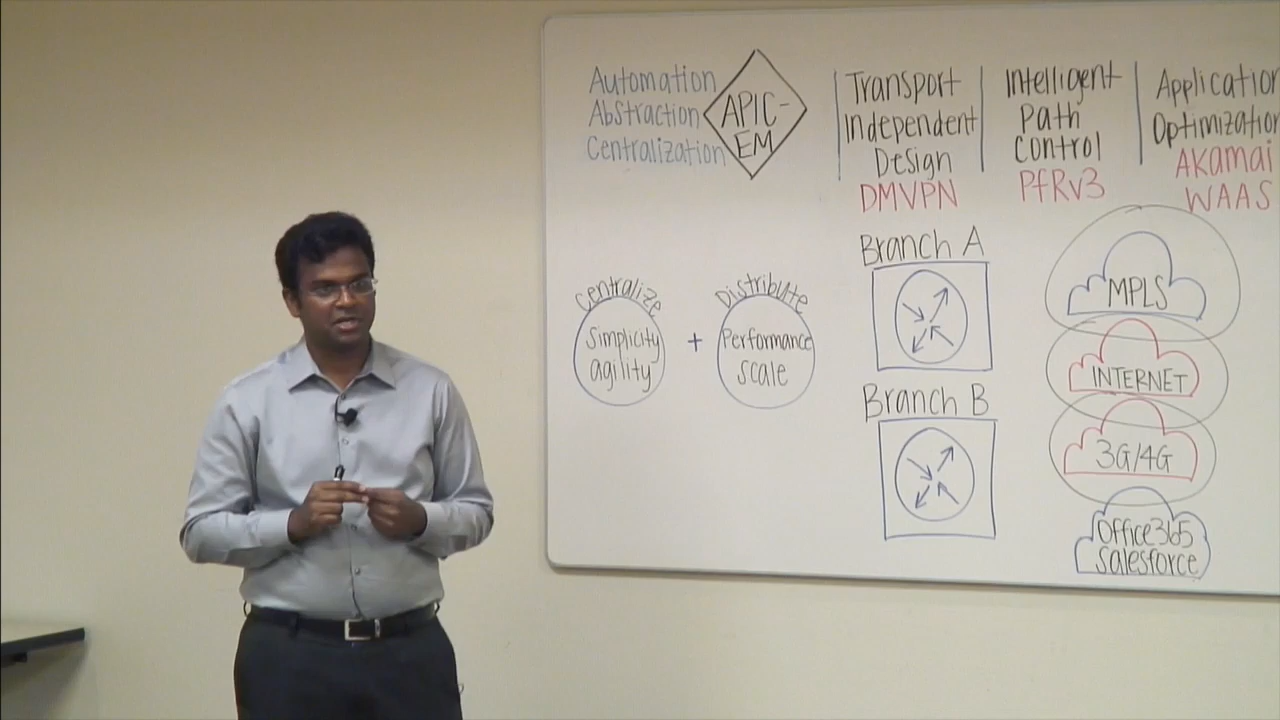 Automation
Abstraction
Centralization
APIC-
EM
Transport
Independent
Design
DMVPN
Intelligent
Path
Control
PfRv3
Application
Optimization
AKamai
WAAS
Centralize
Simplicity
agility
+
Distribute
Performance
scale
Branch A
Branch B
MPLS
INTERNET
3G/4G
Office365
Salesforce